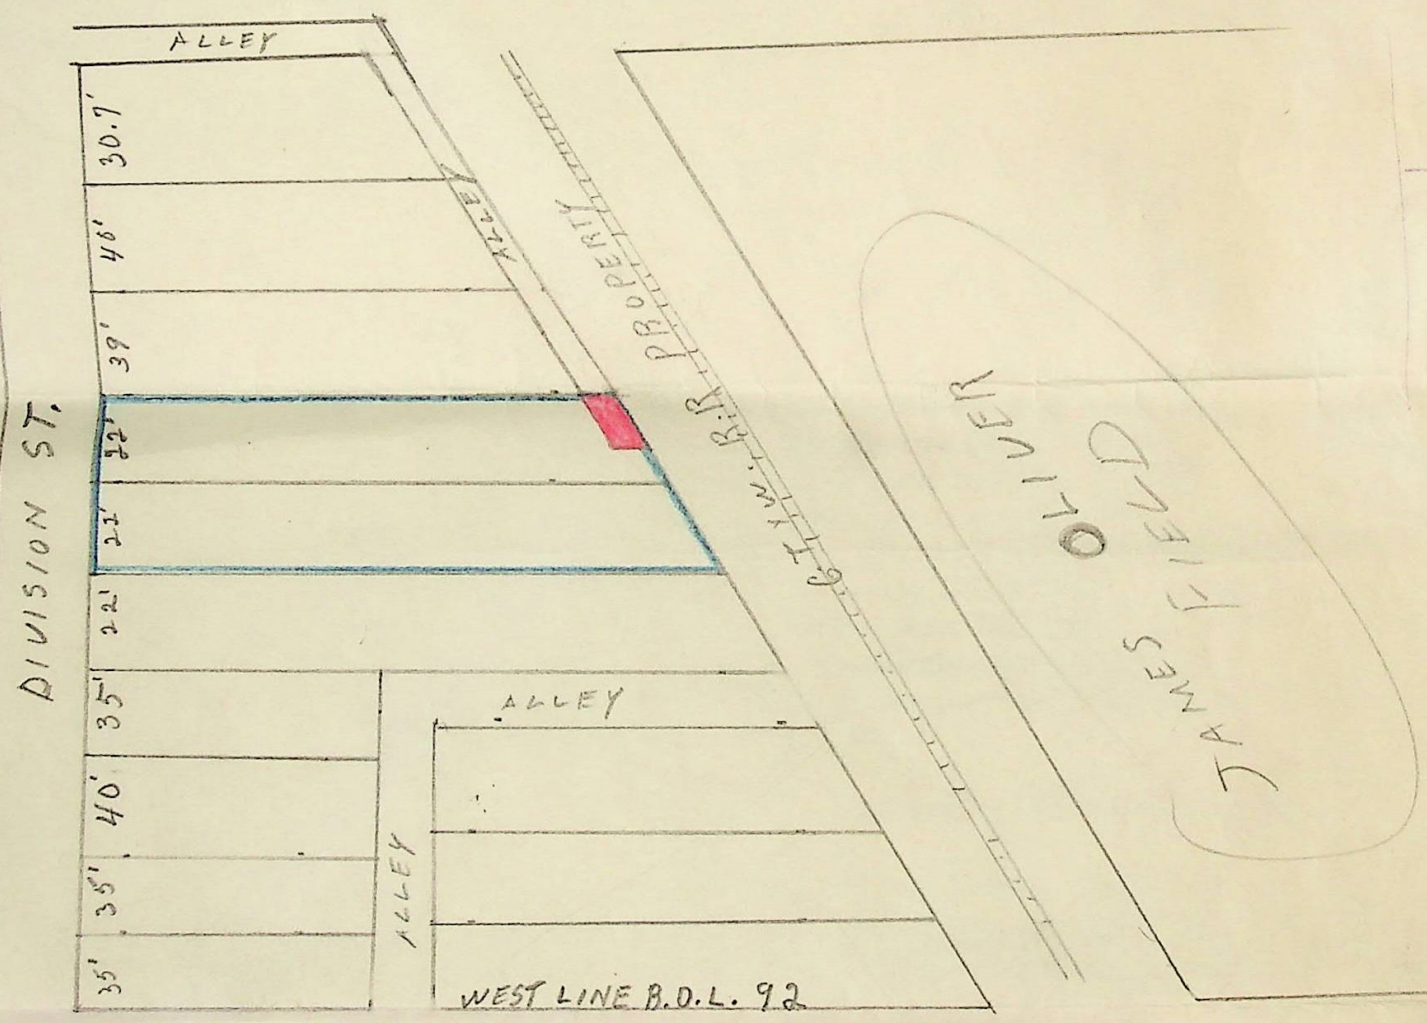 ALLEY
30.7'
40'
39'
22'
22'
22'
35'
40'
35'
35'
DIVISION ST.
ALLEY
G.T.W. R.R. PROPERTY
ALLEY
ALLEY
WEST LINE B.O.L. 92
JAMES OLIVER
FIELD